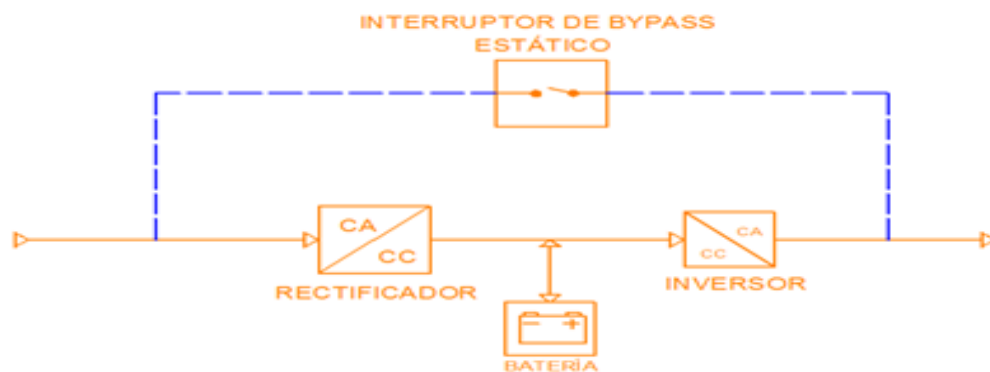 INTERRUPTOR DE BYPASS
ESTÁTICO
CA
CC
RECTIFICADOR
CA
CC
INVERSOR
BATERÍA